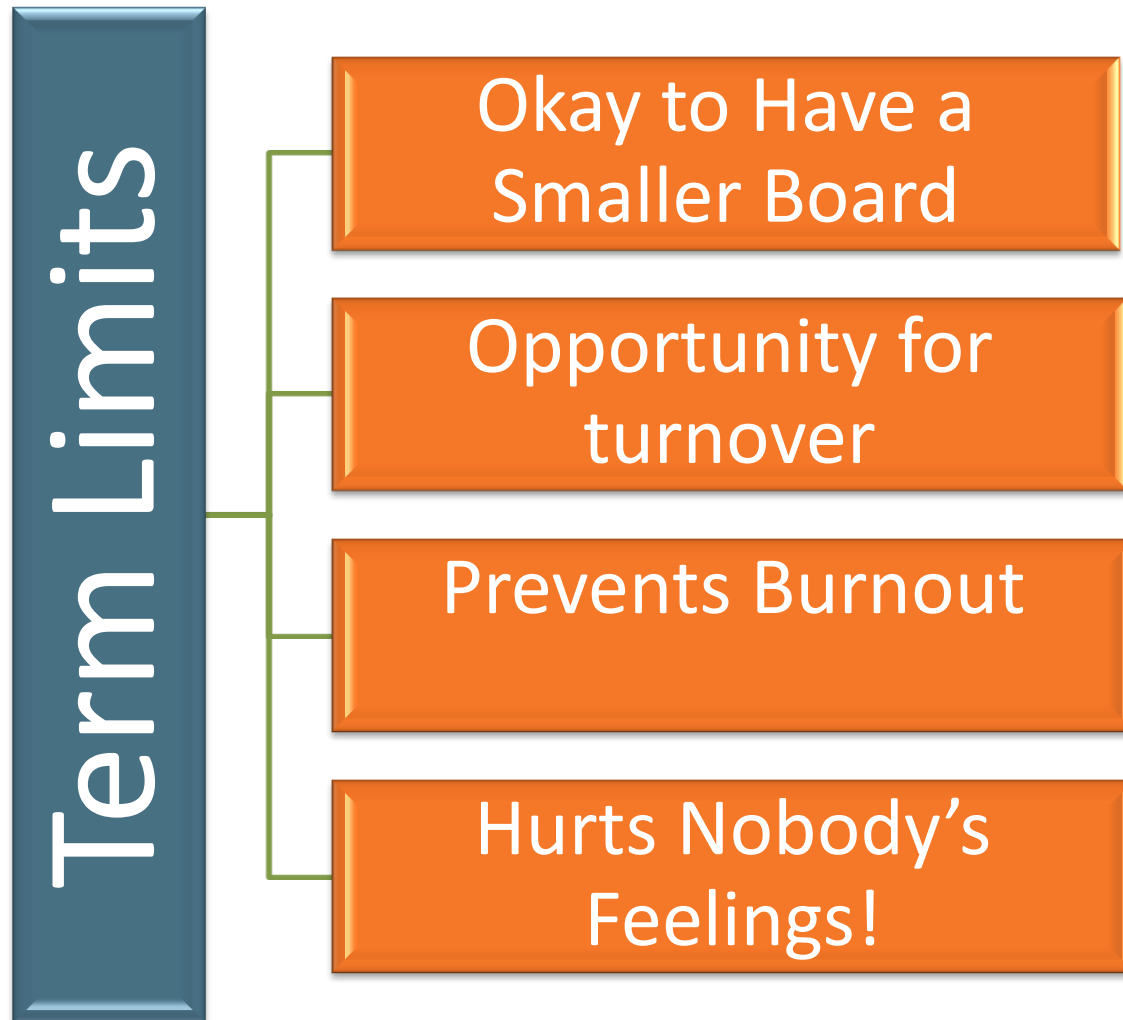 Term Limits
Okay to Have a
Smaller Board
Opportunity for
turnover
Prevents Burnout
Hurts Nobody’s
Feelings!